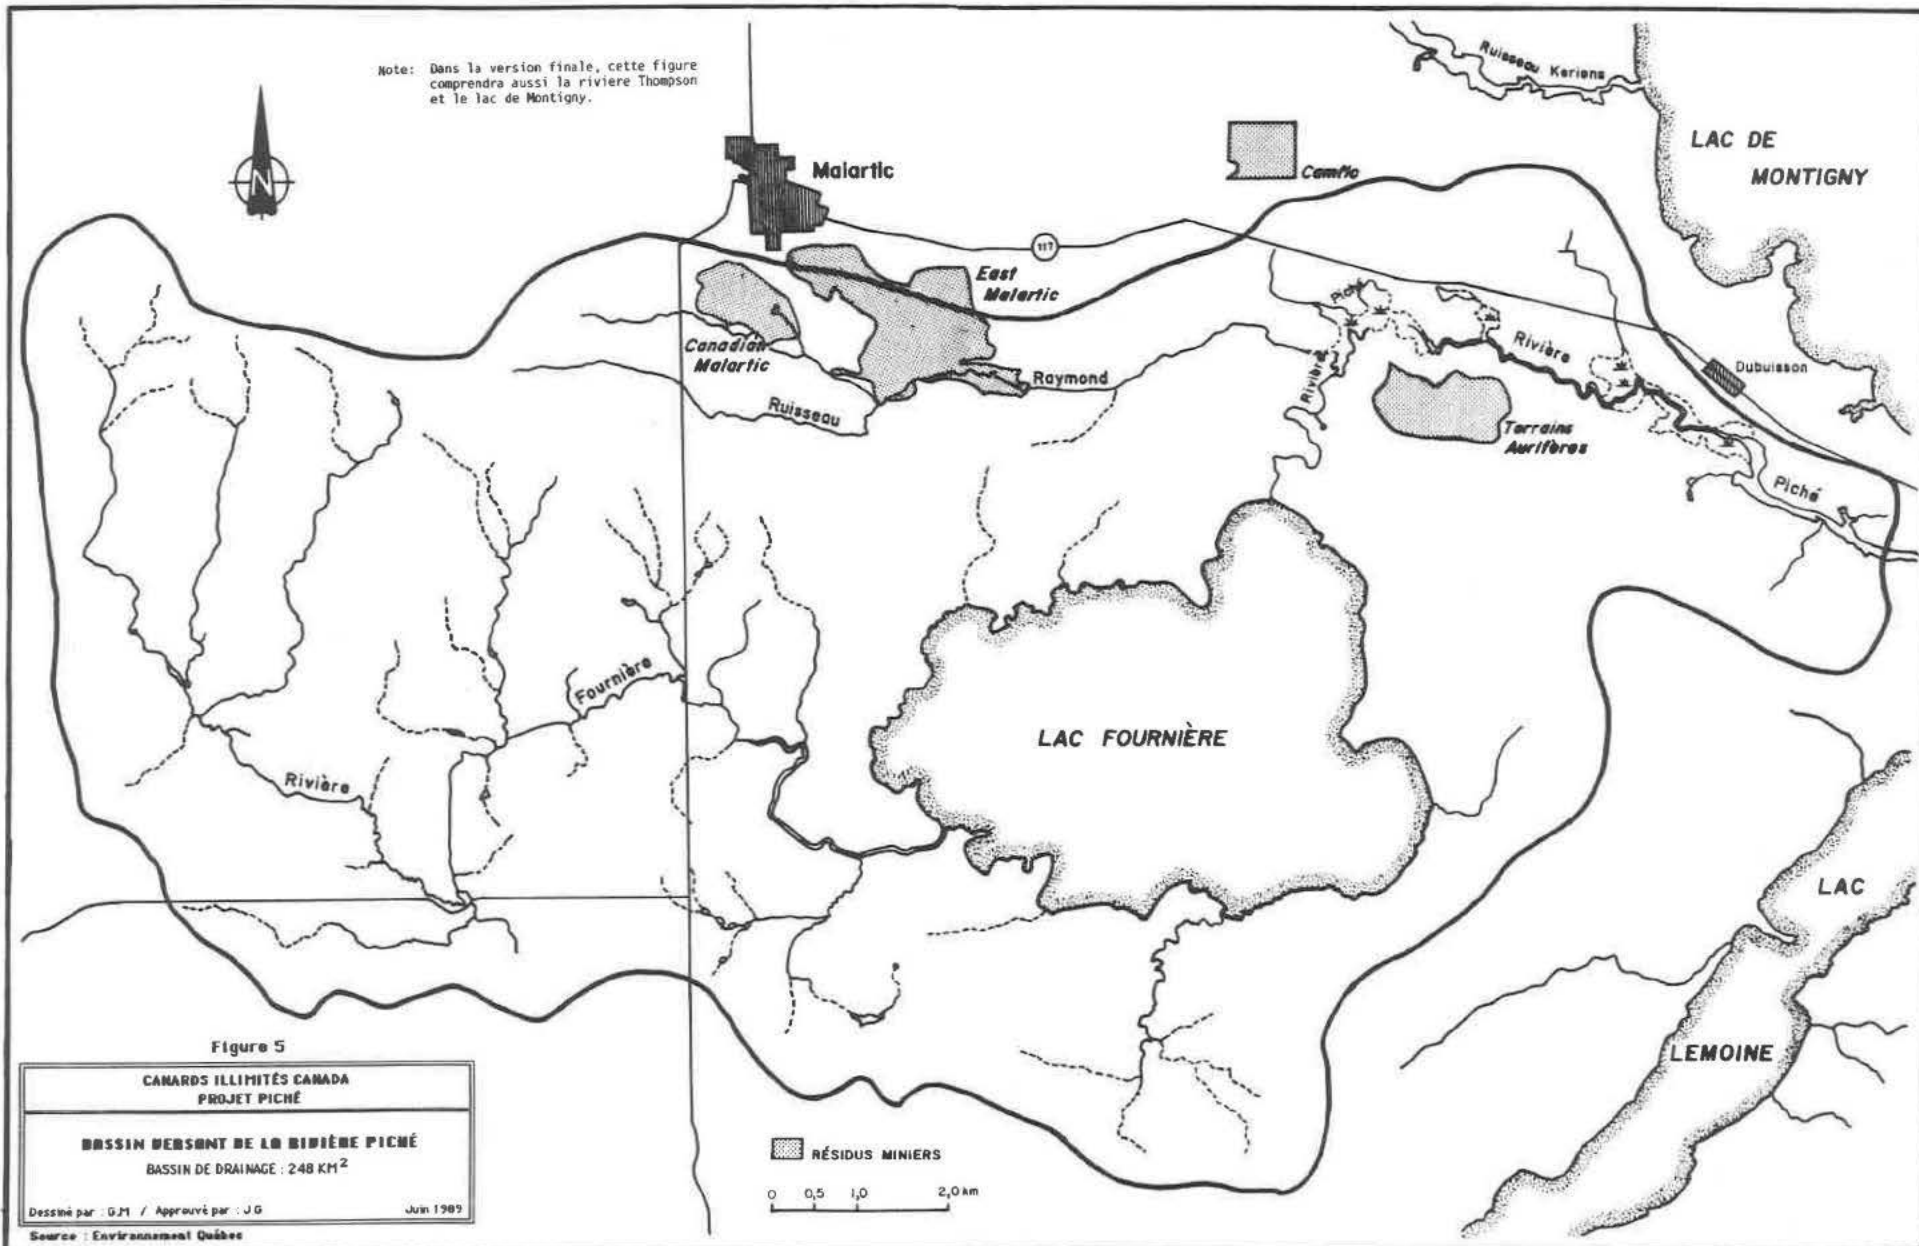 Note: Dans la version finale, cette figure
comprendra aussi la riviere Thompson
et le lac de Montigny.
N
Malartic
Ruisseau Keriens
LAC DE
MONTIGNY
Camflo
117
East
Malartic
Canadian
Malartic
Raymond
Ruisseau
Piché
Rivière
Rivière
Dubuisson
Terrains
Aurifères
Piché
Fournière
Rivière
LAC FOURNIÈRE
LAC
LEMOINE
Figure 5
CANARDS ILLIMITÉS CANADA
PROJET PICHÉ
BASSIN VERSANT DE LA RIVIÈRE PICHÉ
BASSIN DE DRAINAGE : 248 KM²
Dessiné par : G.M / Approuvé par : J G Juin 1989
Source : Environnement Québec
RÉSIDUS MINIERS
0 0,5 1,0 2,0 km